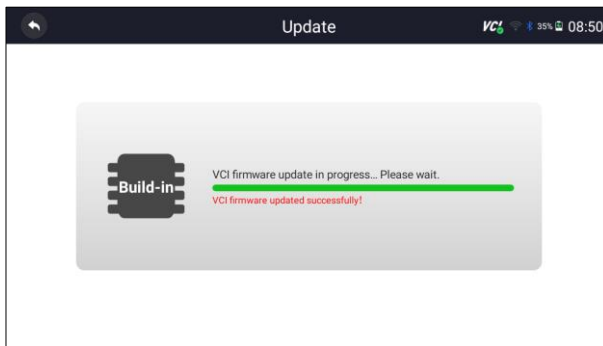 Update
VCI 35% 08:50
Build-in
VCI firmware update in progress... Please wait.
VCI firmware updated successfully!